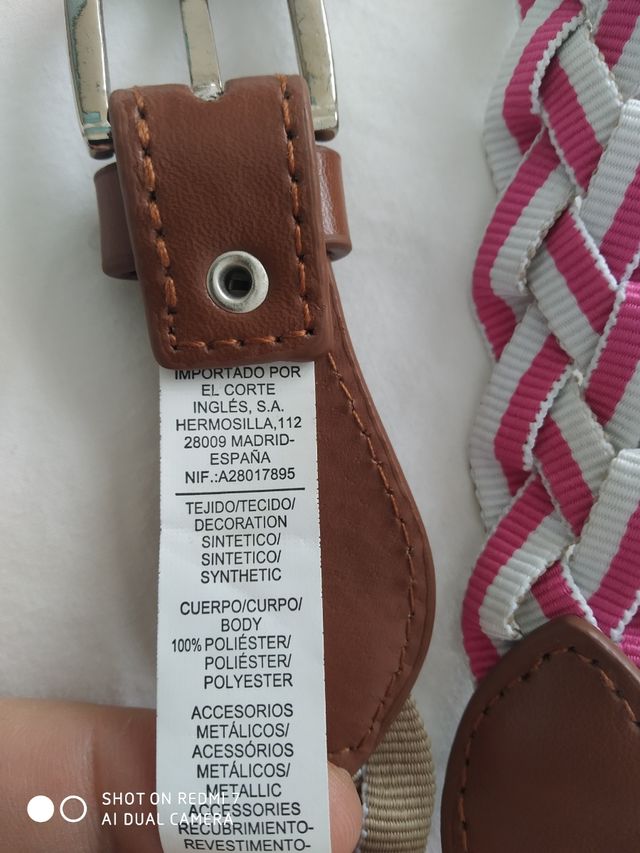 IMPORTADO POR
EL CORTE
INGLÉS, S.A.
HERMOSILLA,112
28009 MADRID-
ESPAÑA
NIF.:A28017895
TEJIDO/TECIDO/
DECORATION
SINTETICO/
SINTETICO/
SYNTHETIC
CUERPO/CURPO/
BODY
100% POLIÉSTER/
POLIÉSTER/
POLYESTER
ACCESORIOS
METÁLICOS/
ACESSÓRIOS
METÁLICOS/
METALLIC
ACCESSORIES
RECUBRIMIENTO-
REVESTIMENTO-
SHOT ON REDMI 7
AI DUAL CAMERA